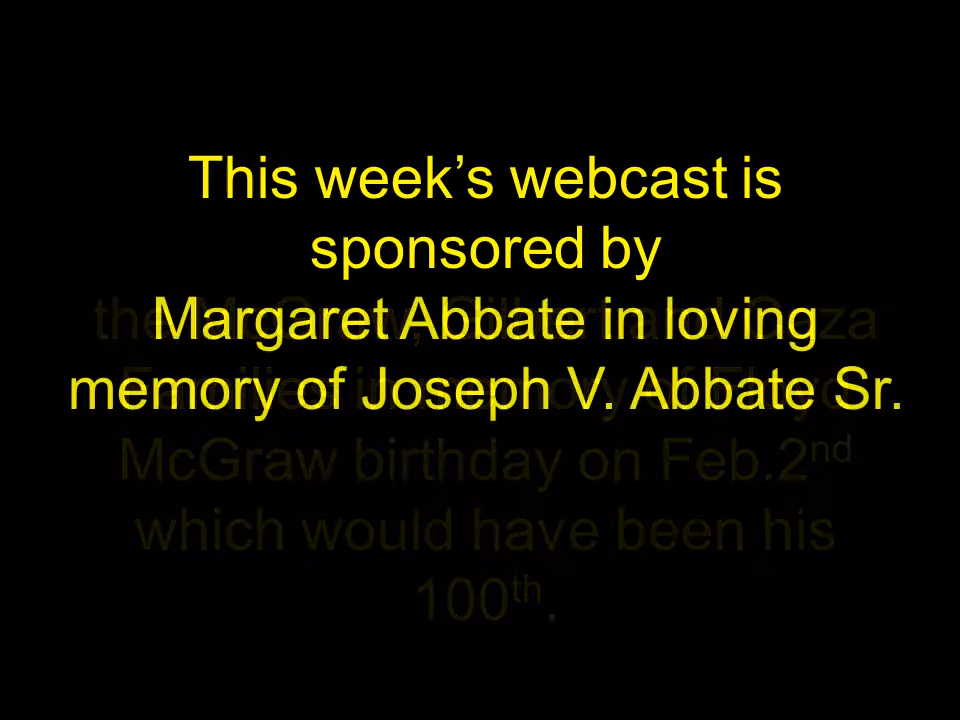 This week’s webcast is
sponsored by
Margaret Abbate in loving
memory of Joseph V. Abbate Sr.
McGraw birthday on Feb.2nd
which would have been his
100th.